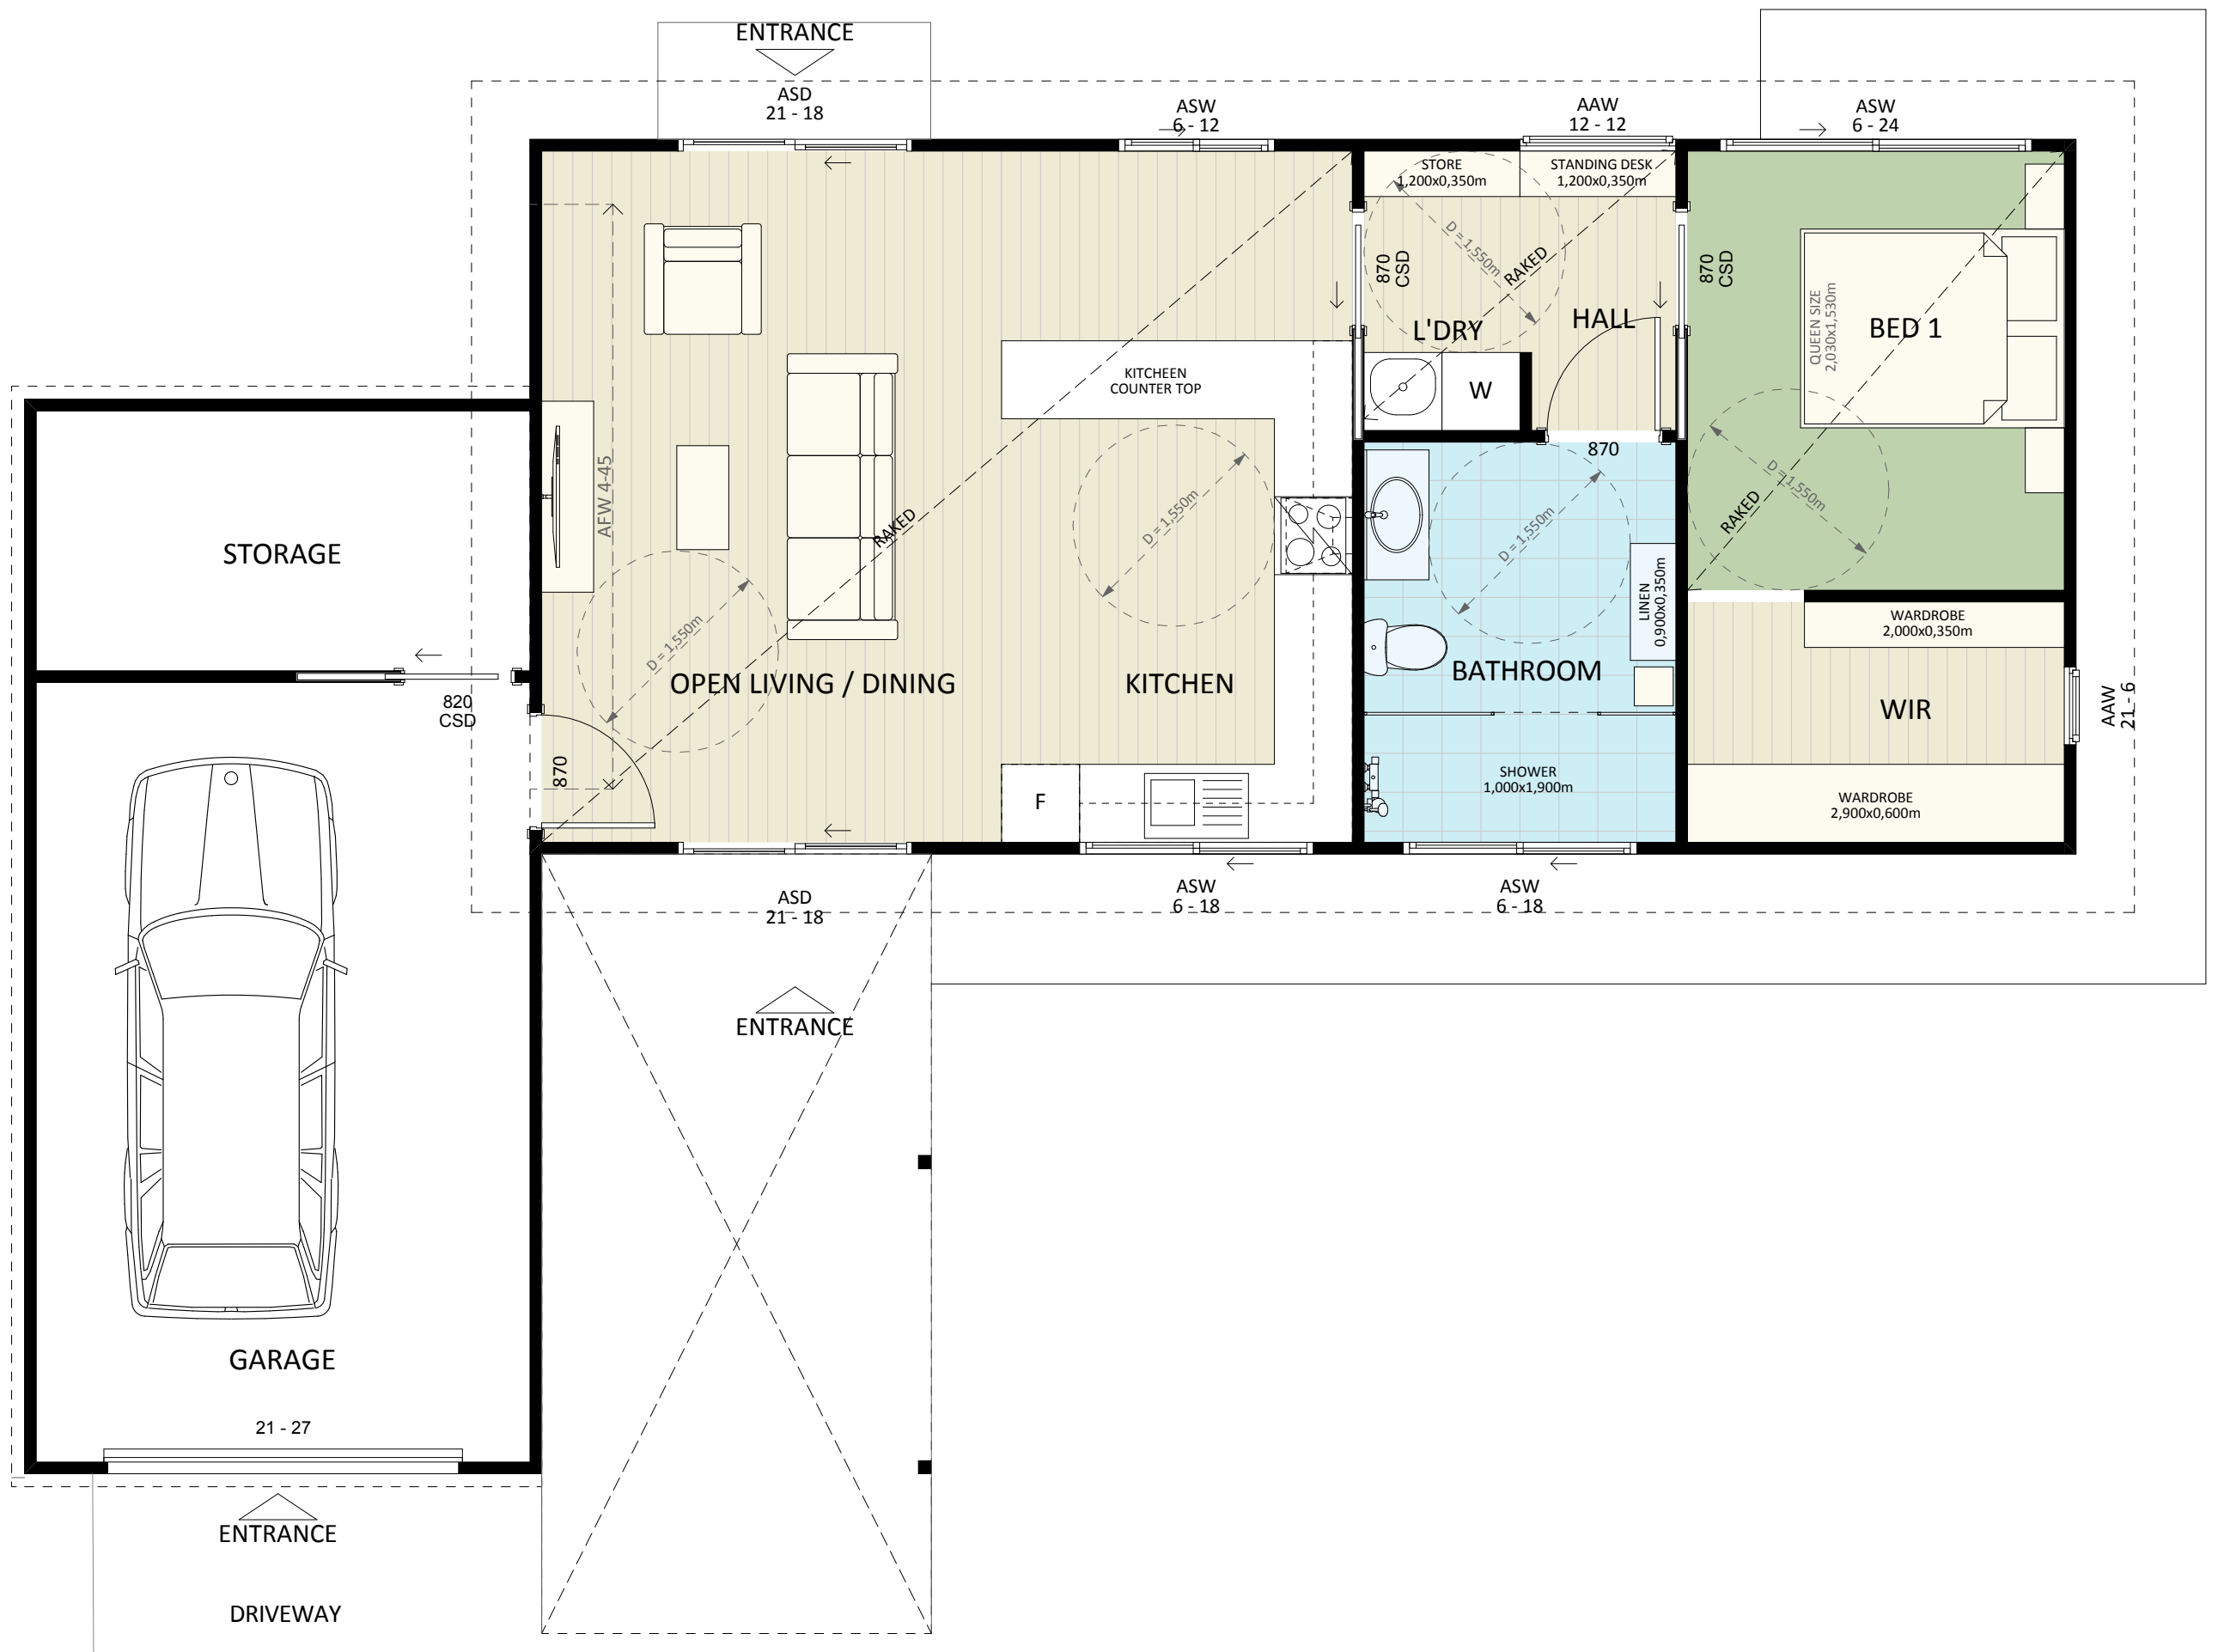 ENTRANCE
ASD
21 - 18
ASW
6 - 12
AAW
12 - 12
ASW
6 - 24
STORE
1,200x0,350m
STANDING DESK
1,200x0,350m
D = 1,550m
RAKED
870
CSD
870
CSD
L'DRY
HALL
W
870
QUEEN SIZE
2,030x1,530m
BED 1
D = 1,550m
RAKED
KITCHEEN
COUNTER TOP
AFW 4-45
D = 1,550m
RAKED
D = 1,550m
D = 1,550m
STORAGE
820
CSD
870
OPEN LIVING / DINING
KITCHEN
F
LINEN
0,900x0,350m
BATHROOM
SHOWER
1,000x1,900m
WARDROBE
2,000x0,350m
WIR
AAW
21 - 6
WARDROBE
2,900x0,600m
ASD
21 - 18
ASW
6 - 18
ASW
6 - 18
ENTRANCE
GARAGE
21 - 27
ENTRANCE
DRIVEWAY